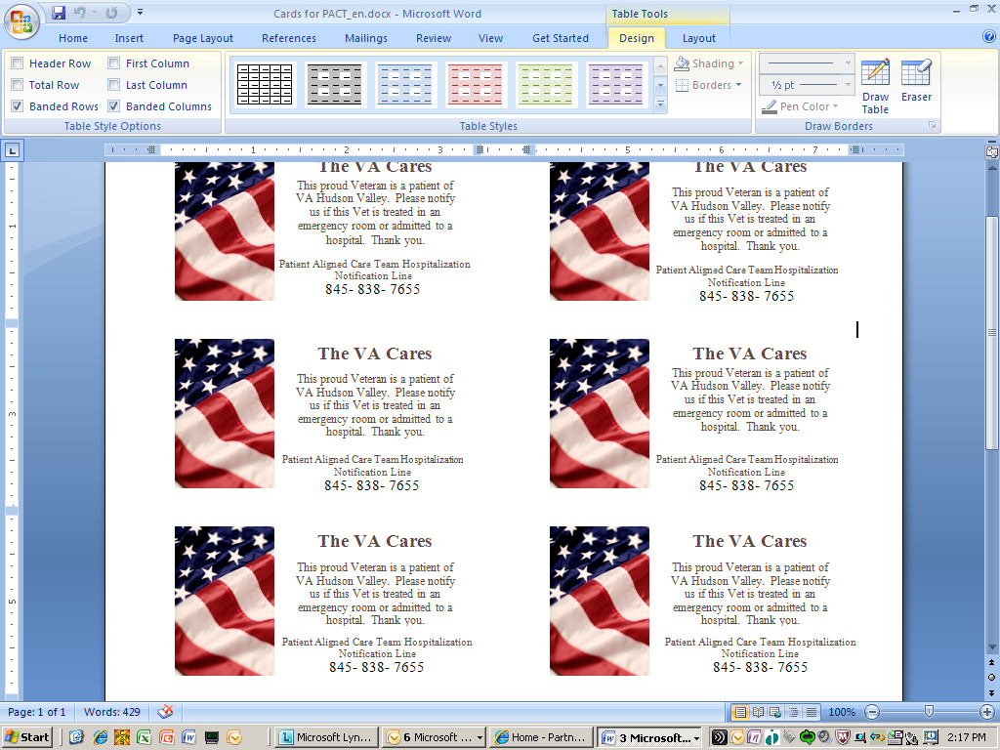 Cards for PACT_en.docx - Microsoft Word
Table Tools
Home Insert Page Layout References Mailings Review View Get Started Design Layout
Header Row First Column
Total Row Last Column
Banded Rows Banded Columns
Table Style Options
Table Styles
Shading
Borders
½ pt
Pen Color
Draw Table
Eraser
Draw Borders
1 2 3 5 6 7
1
3
5
The VA Cares
This proud Veteran is a patient of
VA Hudson Valley. Please notify
us if this Vet is treated in an
emergency room or admitted to a
hospital. Thank you.
Patient Aligned Care Team Hospitalization
Notification Line
845- 838- 7655
The VA Cares
This proud Veteran is a patient of
VA Hudson Valley. Please notify
us if this Vet is treated in an
emergency room or admitted to a
hospital. Thank you.
Patient Aligned Care Team Hospitalization
Notification Line
845- 838- 7655
The VA Cares
This proud Veteran is a patient of
VA Hudson Valley. Please notify
us if this Vet is treated in an
emergency room or admitted to a
hospital. Thank you.
Patient Aligned Care Team Hospitalization
Notification Line
845- 838- 7655
The VA Cares
This proud Veteran is a patient of
VA Hudson Valley. Please notify
us if this Vet is treated in an
emergency room or admitted to a
hospital. Thank you.
Patient Aligned Care Team Hospitalization
Notification Line
845- 838- 7655
The VA Cares
This proud Veteran is a patient of
VA Hudson Valley. Please notify
us if this Vet is treated in an
emergency room or admitted to a
hospital. Thank you.
Patient Aligned Care Team Hospitalization
Notification Line
845- 838- 7655
The VA Cares
This proud Veteran is a patient of
VA Hudson Valley. Please notify
us if this Vet is treated in an
emergency room or admitted to a
hospital. Thank you.
Patient Aligned Care Team Hospitalization
Notification Line
845- 838- 7655
Page: 1 of 1 Words: 429 100%
Start Microsoft Lyn... 6 Microsoft ... Home - Partn... 3 Microsof... 2:17 PM